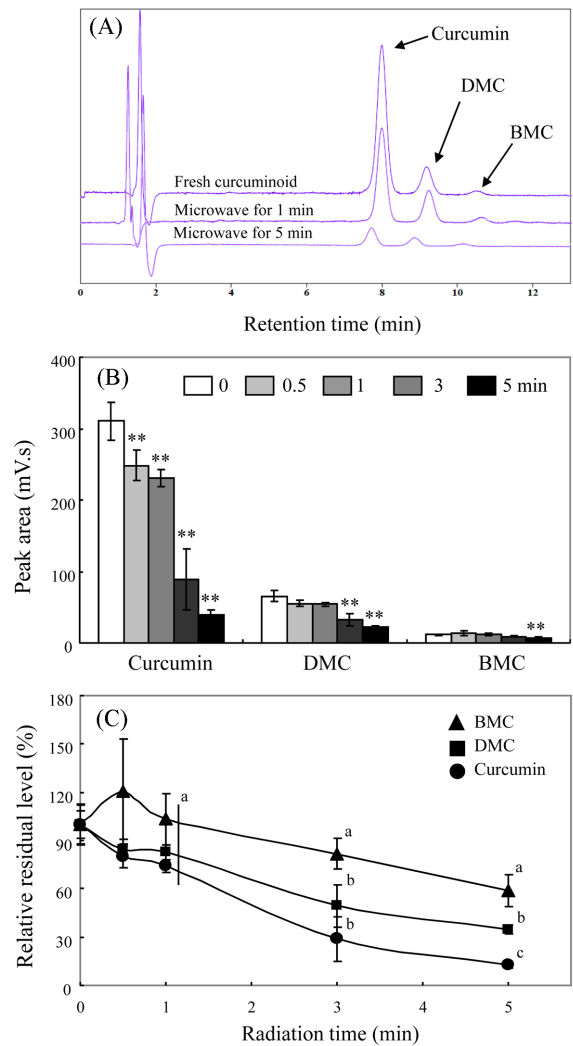 (A)
Curcumin
DMC
BMC
Fresh curcuminoid
Microwave for 1 min
Microwave for 5 min
0 2 4 6 8 10 12
Retention time (min)
400
300
200
100
0
Peak area (mV.s)
(B)
0 0.5 1 3 5 min
** ** ** **
** **
**
Curcumin DMC BMC
180
150
120
90
60
30
0
Relative residual level (%)
(C)
BMC
DMC
Curcumin
a
a
b
b
a
b
c
0 1 2 3 4 5
Radiation time (min)